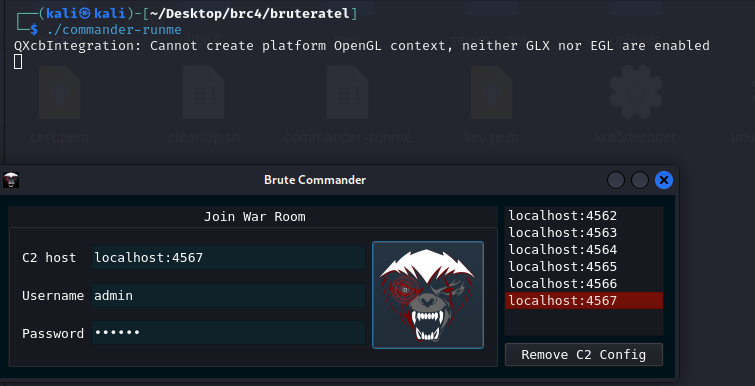 ┌──(kali㉿kali)-[~/Desktop/brc4/bruteratel]
└─$ ./commander-runme
QXcbIntegration: Cannot create platform OpenGL context, neither GLX nor EGL are enabled
cert.pem
cleanUp.sh
commander-runme
key.pem
krb5decoder
Brute Commander
Join War Room
C2 host localhost:4567
Username admin
Password ••••••
localhost:4562
localhost:4563
localhost:4564
localhost:4565
localhost:4566
localhost:4567
Remove C2 Config